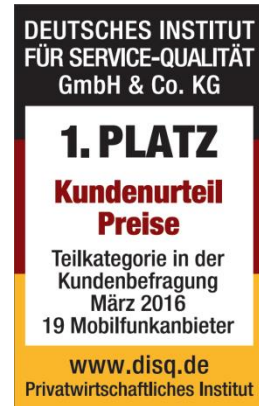 DEUTSCHES INSTITUT
FÜR SERVICE-QUALITÄT
GmbH & Co. KG
1. PLATZ
Kundenurteil
Preise
Teilkategorie in der
Kundenbefragung
März 2016
19 Mobilfunkanbieter
www.disq.de
Privatwirtschaftliches Institut